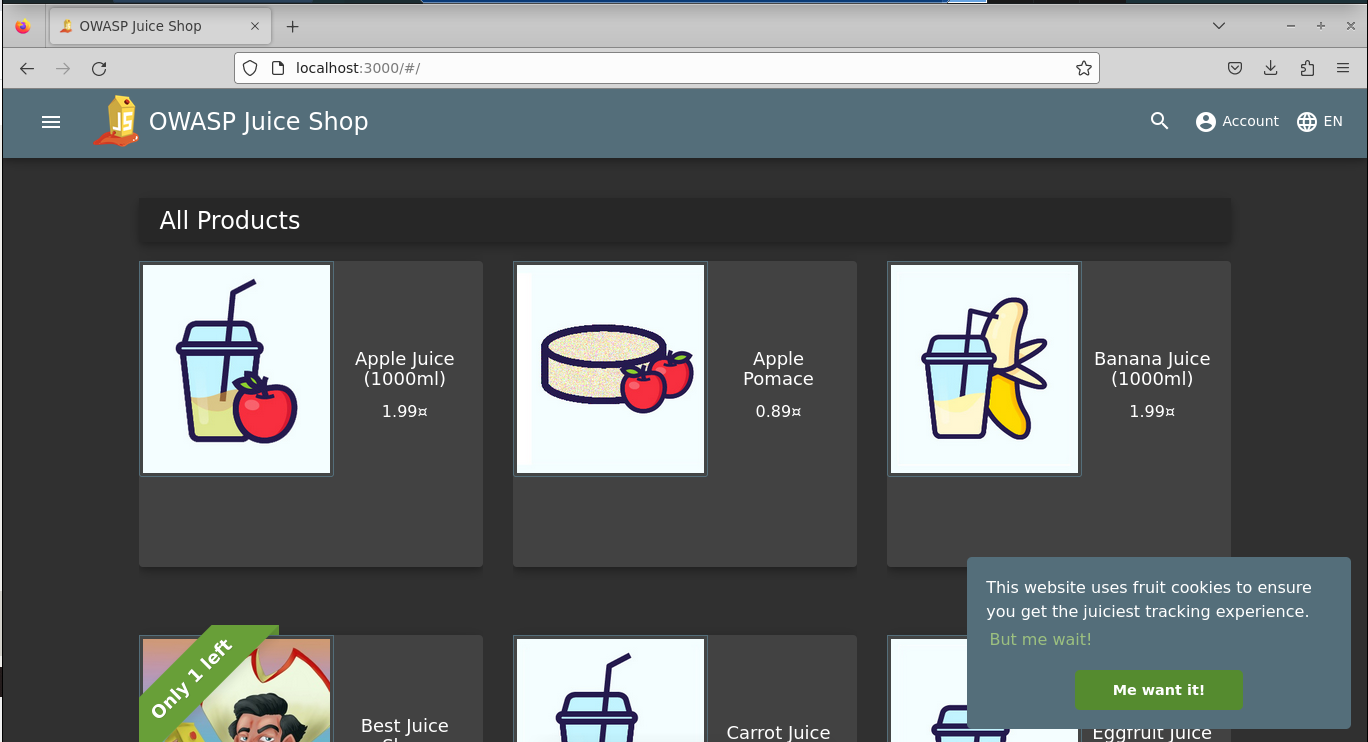 OWASP Juice Shop
localhost:3000/#/
JS
OWASP Juice Shop
Account
EN
All Products
Apple Juice
(1000ml)
1.99¤
Apple
Pomace
0.89¤
Banana Juice
(1000ml)
1.99¤
This website uses fruit cookies to ensure
you get the juiciest tracking experience.
But me wait!
Me want it!
Only 1 left
Best Juice
Carrot Juice
Eggfruit Juice